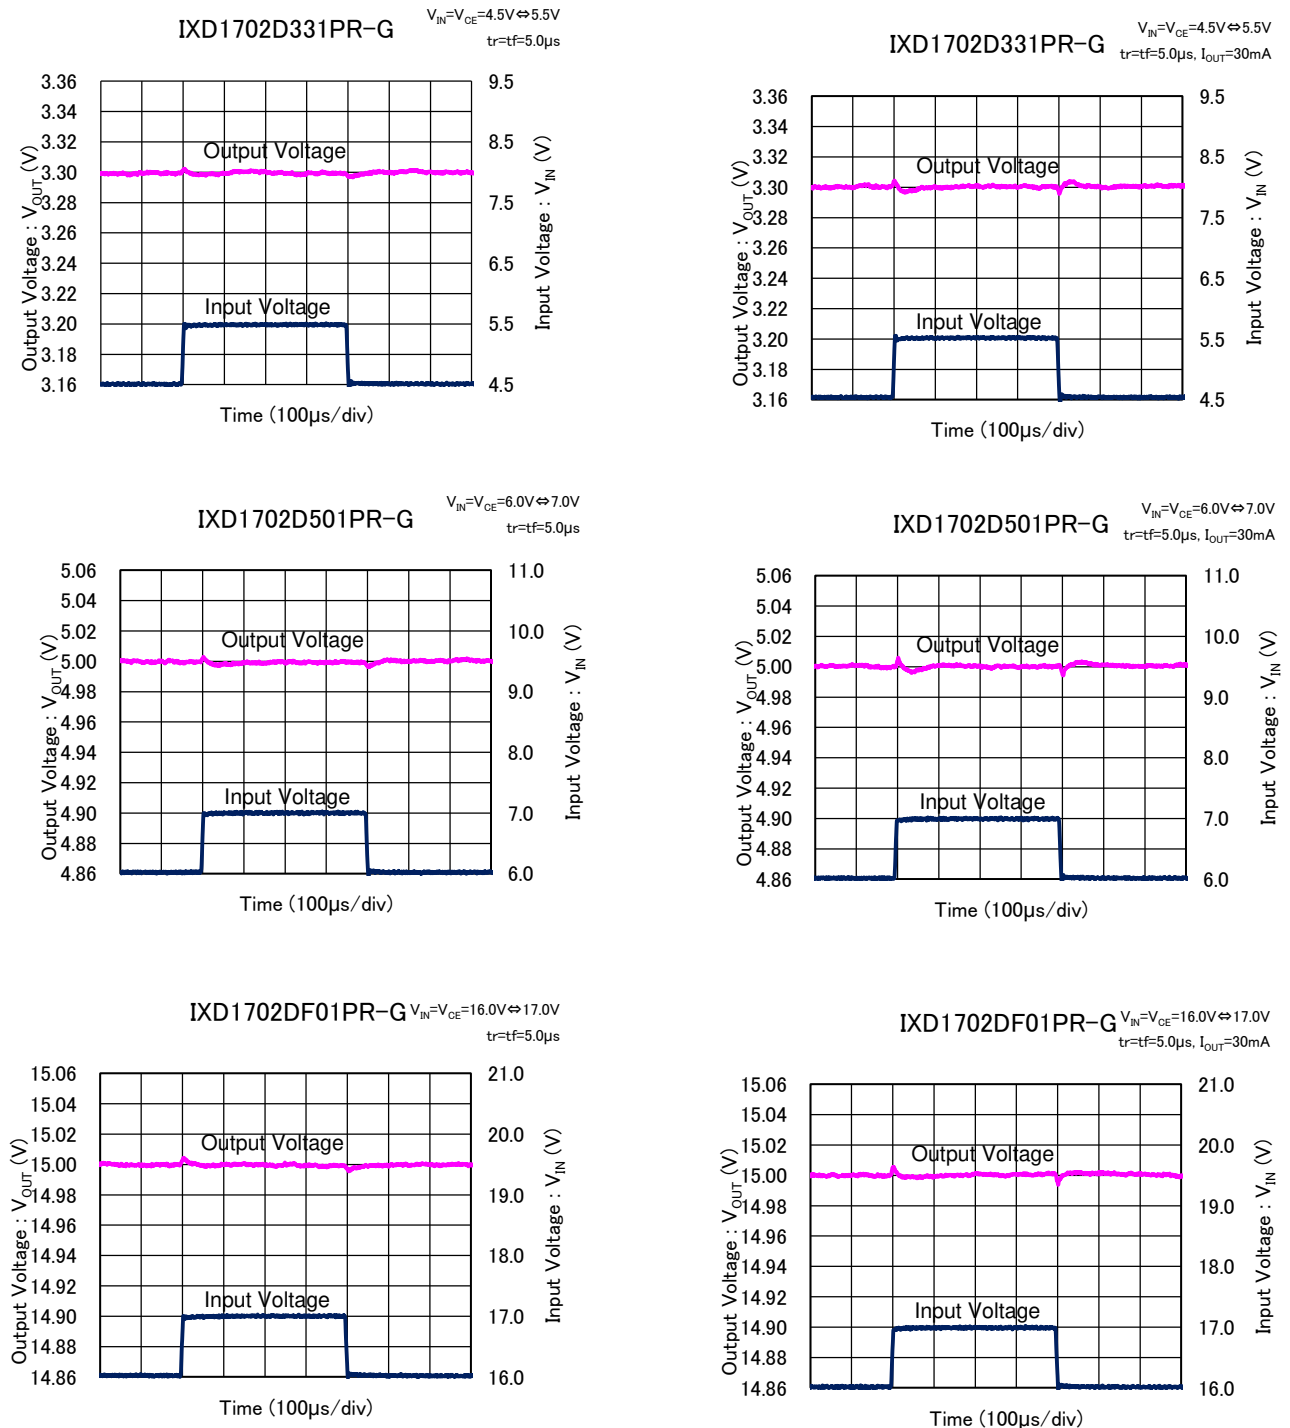 IXD1702D331PR-G
VIN=VCE=4.5V⇔5.5V
tr=tf=5.0µs
Output Voltage : VOUT (V)
3.36
3.34
3.32
3.30
3.28
3.26
3.24
3.22
3.20
3.18
3.16
Output Voltage
Input Voltage
9.5
8.5
7.5
6.5
5.5
4.5
Input Voltage : VIN (V)
Time (100µs/div)
IXD1702D331PR-G
VIN=VCE=4.5V⇔5.5V
tr=tf=5.0µs, IOUT=30mA
Output Voltage : VOUT (V)
3.36
3.34
3.32
3.30
3.28
3.26
3.24
3.22
3.20
3.18
3.16
Output Voltage
Input Voltage
9.5
8.5
7.5
6.5
5.5
4.5
Input Voltage : VIN (V)
Time (100µs/div)
IXD1702D501PR-G
VIN=VCE=6.0V⇔7.0V
tr=tf=5.0µs
Output Voltage : VOUT (V)
5.06
5.04
5.02
5.00
4.98
4.96
4.94
4.92
4.90
4.88
4.86
Output Voltage
Input Voltage
11.0
10.0
9.0
8.0
7.0
6.0
Input Voltage : VIN (V)
Time (100µs/div)
IXD1702D501PR-G
VIN=VCE=6.0V⇔7.0V
tr=tf=5.0µs, IOUT=30mA
Output Voltage : VOUT (V)
5.06
5.04
5.02
5.00
4.98
4.96
4.94
4.92
4.90
4.88
4.86
Output Voltage
Input Voltage
11.0
10.0
9.0
8.0
7.0
6.0
Input Voltage : VIN (V)
Time (100µs/div)
IXD1702DF01PR-G
VIN=VCE=16.0V⇔17.0V
tr=tf=5.0µs
Output Voltage : VOUT (V)
15.06
15.04
15.02
15.00
14.98
14.96
14.94
14.92
14.90
14.88
14.86
Output Voltage
Input Voltage
21.0
20.0
19.0
18.0
17.0
16.0
Input Voltage : VIN (V)
Time (100µs/div)
IXD1702DF01PR-G
VIN=VCE=16.0V⇔17.0V
tr=tf=5.0µs, IOUT=30mA
Output Voltage : VOUT (V)
15.06
15.04
15.02
15.00
14.98
14.96
14.94
14.92
14.90
14.88
14.86
Output Voltage
Input Voltage
21.0
20.0
19.0
18.0
17.0
16.0
Input Voltage : VIN (V)
Time (100µs/div)